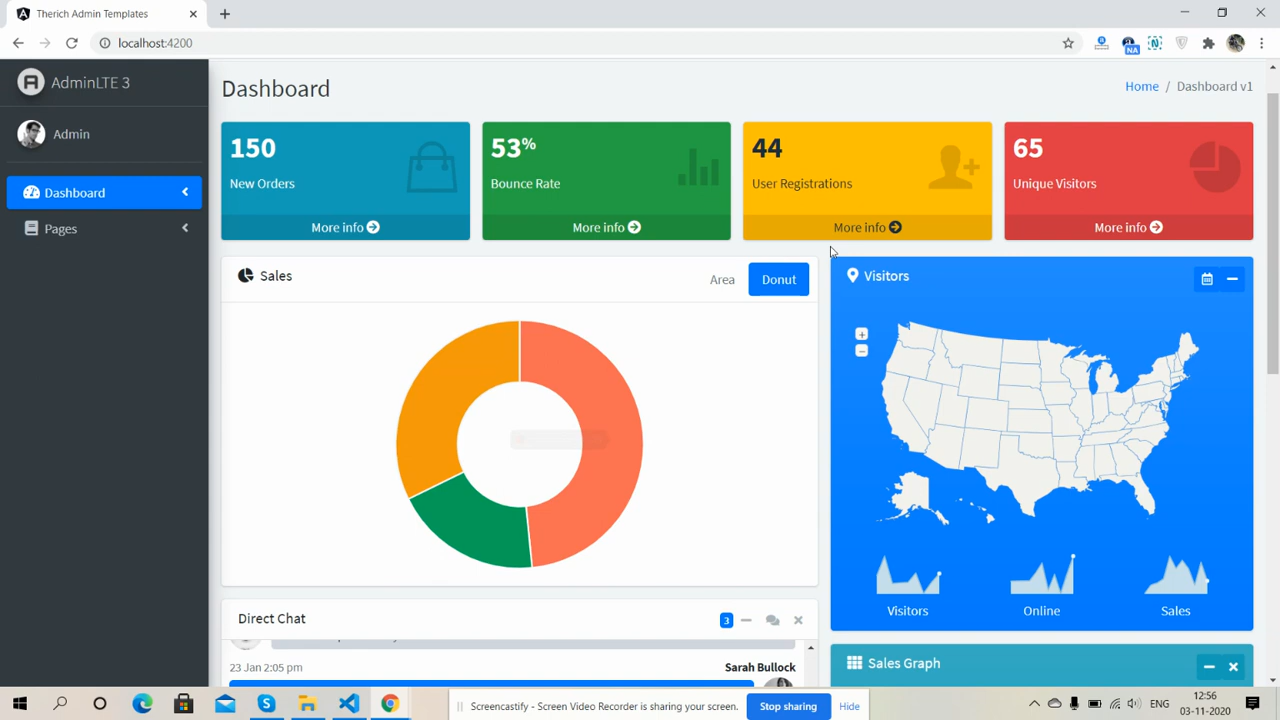 Therich Admin Templates
localhost:4200
NA
AdminLTE 3
Admin
Dashboard
Pages
Dashboard
Home / Dashboard v1
150
New Orders
More info
53%
Bounce Rate
More info
44
User Registrations
More info
65
Unique Visitors
More info
Sales
Area
Donut
Visitors
+
−
Visitors
Online
Sales
Direct Chat
3
23 Jan 2:05 pm
Sarah Bullock
Sales Graph
Screencastify - Screen Video Recorder is sharing your screen.
Stop sharing
Hide
12:56
03-11-2020